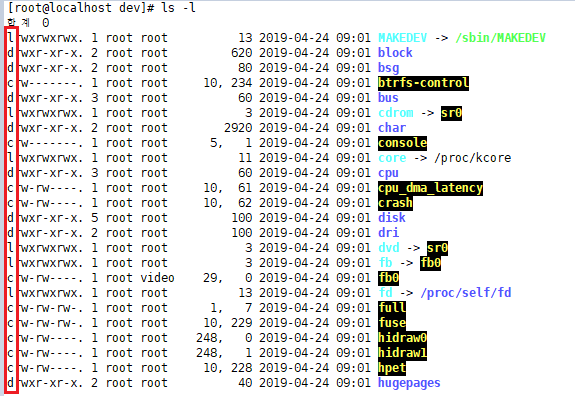 [root@localhost dev]# ls -l
합계 0
lrwxrwxrwx. 1 root root 13 2019-04-24 09:01 MAKEDEV -> /sbin/MAKEDEV
drwxr-xr-x. 2 root root 620 2019-04-24 09:01 block
drwxr-xr-x. 2 root root 80 2019-04-24 09:01 bsg
crw-------. 1 root root 10, 234 2019-04-24 09:01 btrfs-control
drwxr-xr-x. 3 root root 60 2019-04-24 09:01 bus
lrwxrwxrwx. 1 root root 3 2019-04-24 09:01 cdrom -> sr0
drwxr-xr-x. 2 root root 2920 2019-04-24 09:01 char
crw-------. 1 root root 5, 1 2019-04-24 09:01 console
lrwxrwxrwx. 1 root root 11 2019-04-24 09:01 core -> /proc/kcore
drwxr-xr-x. 3 root root 60 2019-04-24 09:01 cpu
crw-rw----. 1 root root 10, 61 2019-04-24 09:01 cpu_dma_latency
crw-rw----. 1 root root 10, 62 2019-04-24 09:01 crash
drwxr-xr-x. 5 root root 100 2019-04-24 09:01 disk
drwxr-xr-x. 2 root root 100 2019-04-24 09:01 dri
lrwxrwxrwx. 1 root root 3 2019-04-24 09:01 dvd -> sr0
lrwxrwxrwx. 1 root root 3 2019-04-24 09:01 fb -> fb0
crw-rw----. 1 root video 29, 0 2019-04-24 09:01 fb0
lrwxrwxrwx. 1 root root 13 2019-04-24 09:01 fd -> /proc/self/fd
crw-rw-rw-. 1 root root 1, 7 2019-04-24 09:01 full
crw-rw-rw-. 1 root root 10, 229 2019-04-24 09:01 fuse
crw-rw----. 1 root root 248, 0 2019-04-24 09:01 hidraw0
crw-rw----. 1 root root 248, 1 2019-04-24 09:01 hidraw1
crw-rw----. 1 root root 10, 228 2019-04-24 09:01 hpet
drwxr-xr-x. 2 root root 40 2019-04-24 09:01 hugepages